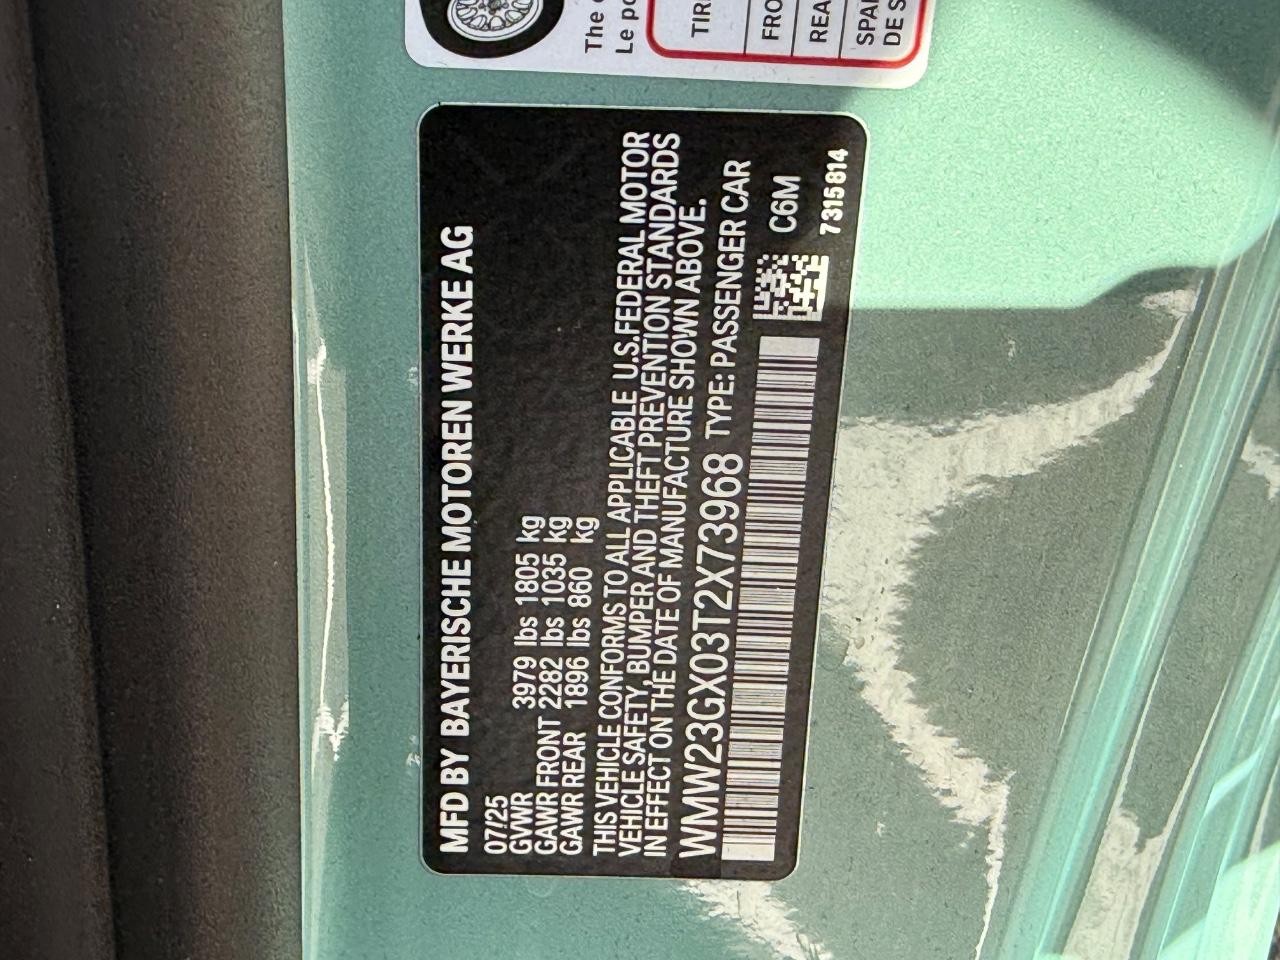 The
Le
TIR
FRO
REA
SPA
DE S
MFD BY BAYERISCHE MOTOREN WERKE AG
07/25
GVWR 3979 lbs 1805 kg
GAWR FRONT 2282 lbs 1035 kg
GAWR REAR 1896 lbs 860 kg
THIS VEHICLE CONFORMS TO ALL APPLICABLE U.S.FEDERAL MOTOR
VEHICLE SAFETY, BUMPER AND THEFT PREVENTION STANDARDS
IN EFFECT ON THE DATE OF MANUFACTURE SHOWN ABOVE.
WMW23GX03T2X73968 TYPE: PASSENGER CAR
C6M
7315814